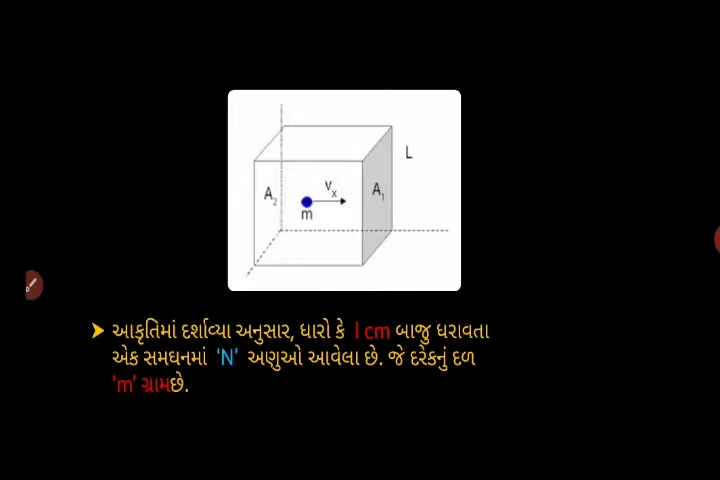 L
A₂
vₓ
A₁
m
➤ આકૃતિમાં દર્શાવ્યા અનુસાર, ધારો કે l cm બાજુ ધરાવતા
એક સમઘનમાં ‘N’ અણુઓ આવેલા છે. જે દરેકનું દળ
'm' ગ્રામછે.